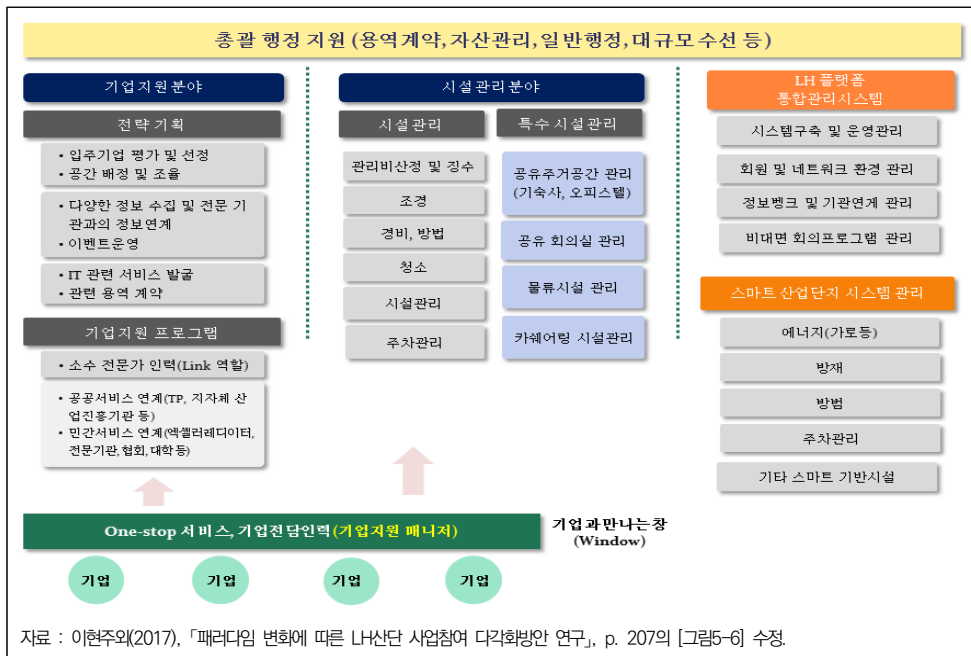 총괄 행정 지원 (용역계약,자산관리,일반행정,대규모수선 등)
기업지원분야
전략기획
• 입주기업 평가 및 선정
• 공간 배정 및 조율
• 다양한 정보 수집 및 전문 기
관과의 정보연계
• 이벤트운영
• IT 관련 서비스 발굴
• 관련 용역 계약
기업지원 프로그램
• 소수 전문가 인력(Link 역할)
• 공공서비스 연계(TP, 지자체 산
업진흥기관 등)
• 민간서비스 연계(엑셀러레디이터,
전문기관,협회,대학등)
시설관리분야
시설관리
관리비산정 및 징수
조경
경비, 방법
청소
시설관리
주차관리
특수 시설관리
공유주거공간 관리
(기숙사, 오피스텔)
공유 회의실 관리
물류시설 관리
카쉐어링 시설관리
LH 플랫폼
통합관리시스템
시스템구축 및 운영관리
회원 및 네트워크 환경 관리
정보벵크 및 기관연게 관리
비대면 회의프로그램 관리
스마트 산업단지 시스템 관리
에너지(가로등)
방재
방범
주차관리
기타 스마트 기반시설
One-stop 서비스, 기업전담인력(기업지원 매니저)
기업과만나는창
(Window)
기업
기업
기업
기업
자료 : 이현주외(2017), 「패러다임 변화에 따른 LH산단 사업참여 다각화방안 연구」, p. 207의 [그림5-6] 수정.